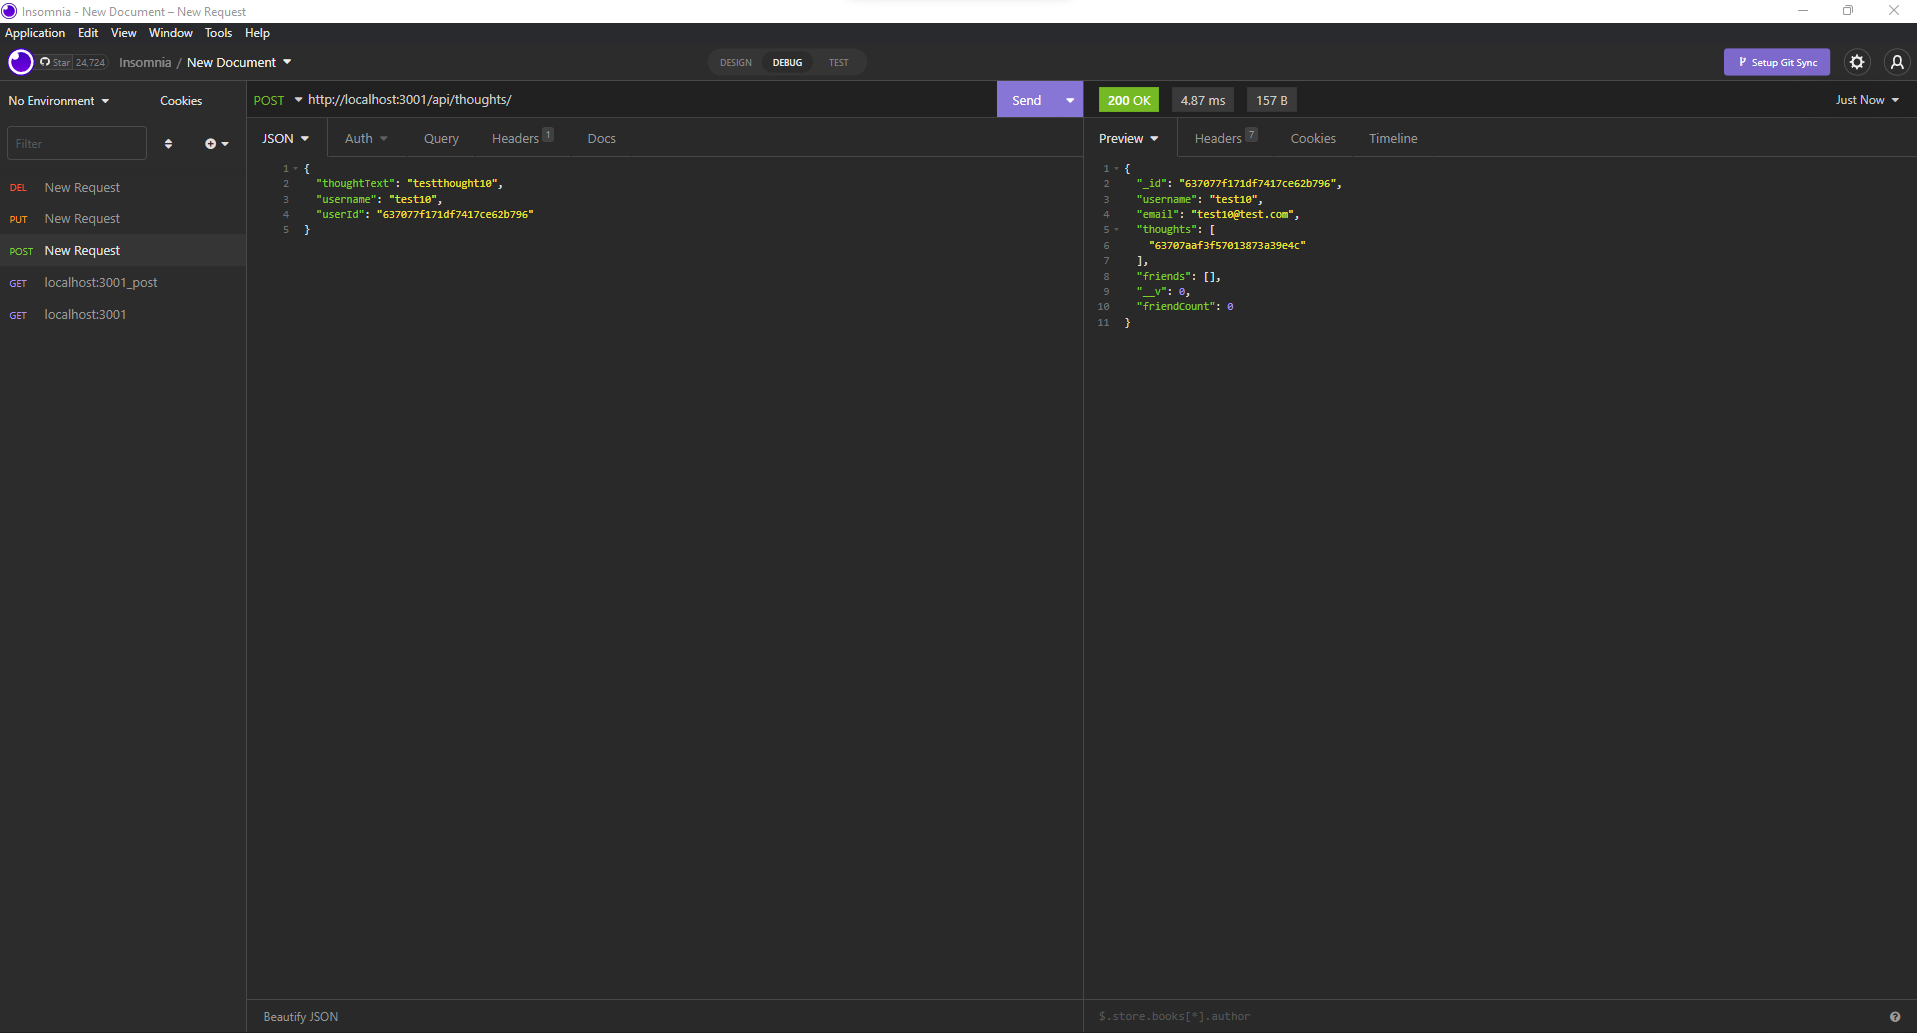 Insomnia - New Document – New Request
Application Edit View Window Tools Help
Star 24,724 Insomnia / New Document DESIGN DEBUG TEST Setup Git Sync
No Environment Cookies
Filter
DEL New Request
PUT New Request
POST New Request
GET localhost:3001_post
GET localhost:3001
POST http://localhost:3001/api/thoughts/ Send
JSON Auth Query Headers 1 Docs
1 {
2 "thoughtText": "testthought10",
3 "username": "test10",
4 "userId": "637077f171df7417ce62b796"
5 }
Beautify JSON
200 OK 4.87 ms 157 B Just Now
Preview Headers 7 Cookies Timeline
1 {
2 "_id": "637077f171df7417ce62b796",
3 "username": "test10",
4 "email": "test10@test.com",
5 "thoughts": [
6 "63707aaf3f57013873a39e4c"
7 ],
8 "friends": [],
9 "__v": 0,
10 "friendCount": 0
11 }
$.store.books[*].author